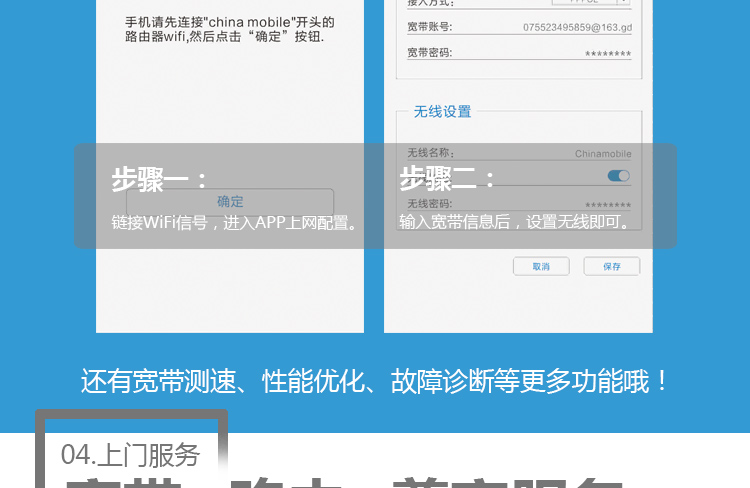 手机请先连接"china mobile"开头的
路由器wifi,然后点击“确定”按钮.
确定
步骤一：
链接WiFi信号，进入APP上网配置。
接入方式：
宽带账号: 075523495859@163.gd
宽带密码: ********
无线设置
无线名称: Chinamobile
无线密码: ********
步骤二：
输入宽带信息后，设置无线即可。
取消 保存
还有宽带测速、性能优化、故障诊断等更多功能哦！
04.上门服务